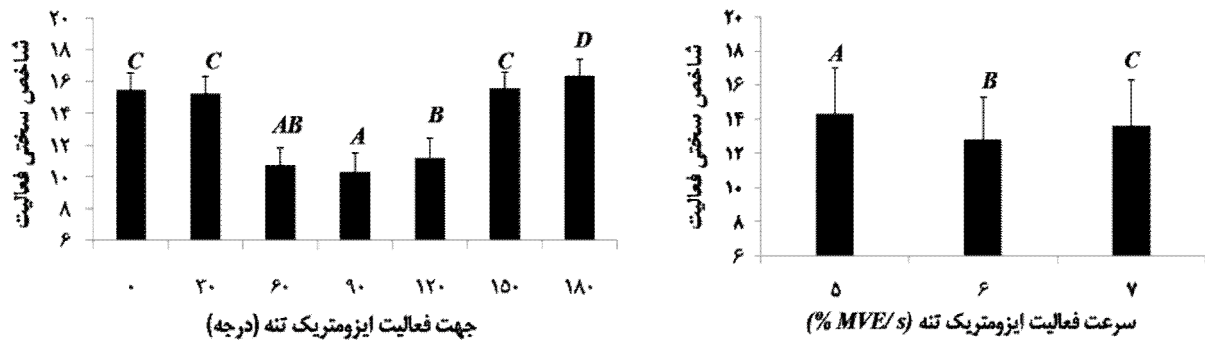 شاخص سختی فعالیت
۲۰
۱۸
۱۶
۱۴
۱۲
۱۰
۸
۶
C C AB A B C D
۰ ۳۰ ۶۰ ۹۰ ۱۲۰ ۱۵۰ ۱۸۰
جهت فعالیت ایزومتریک تنه (درجه)
شاخص سختی فعالیت
۲۰
۱۸
۱۶
۱۴
۱۲
۱۰
۸
۶
A B C
۵ ۶ ۷
سرعت فعالیت ایزومتریک تنه (% MVE/ s)